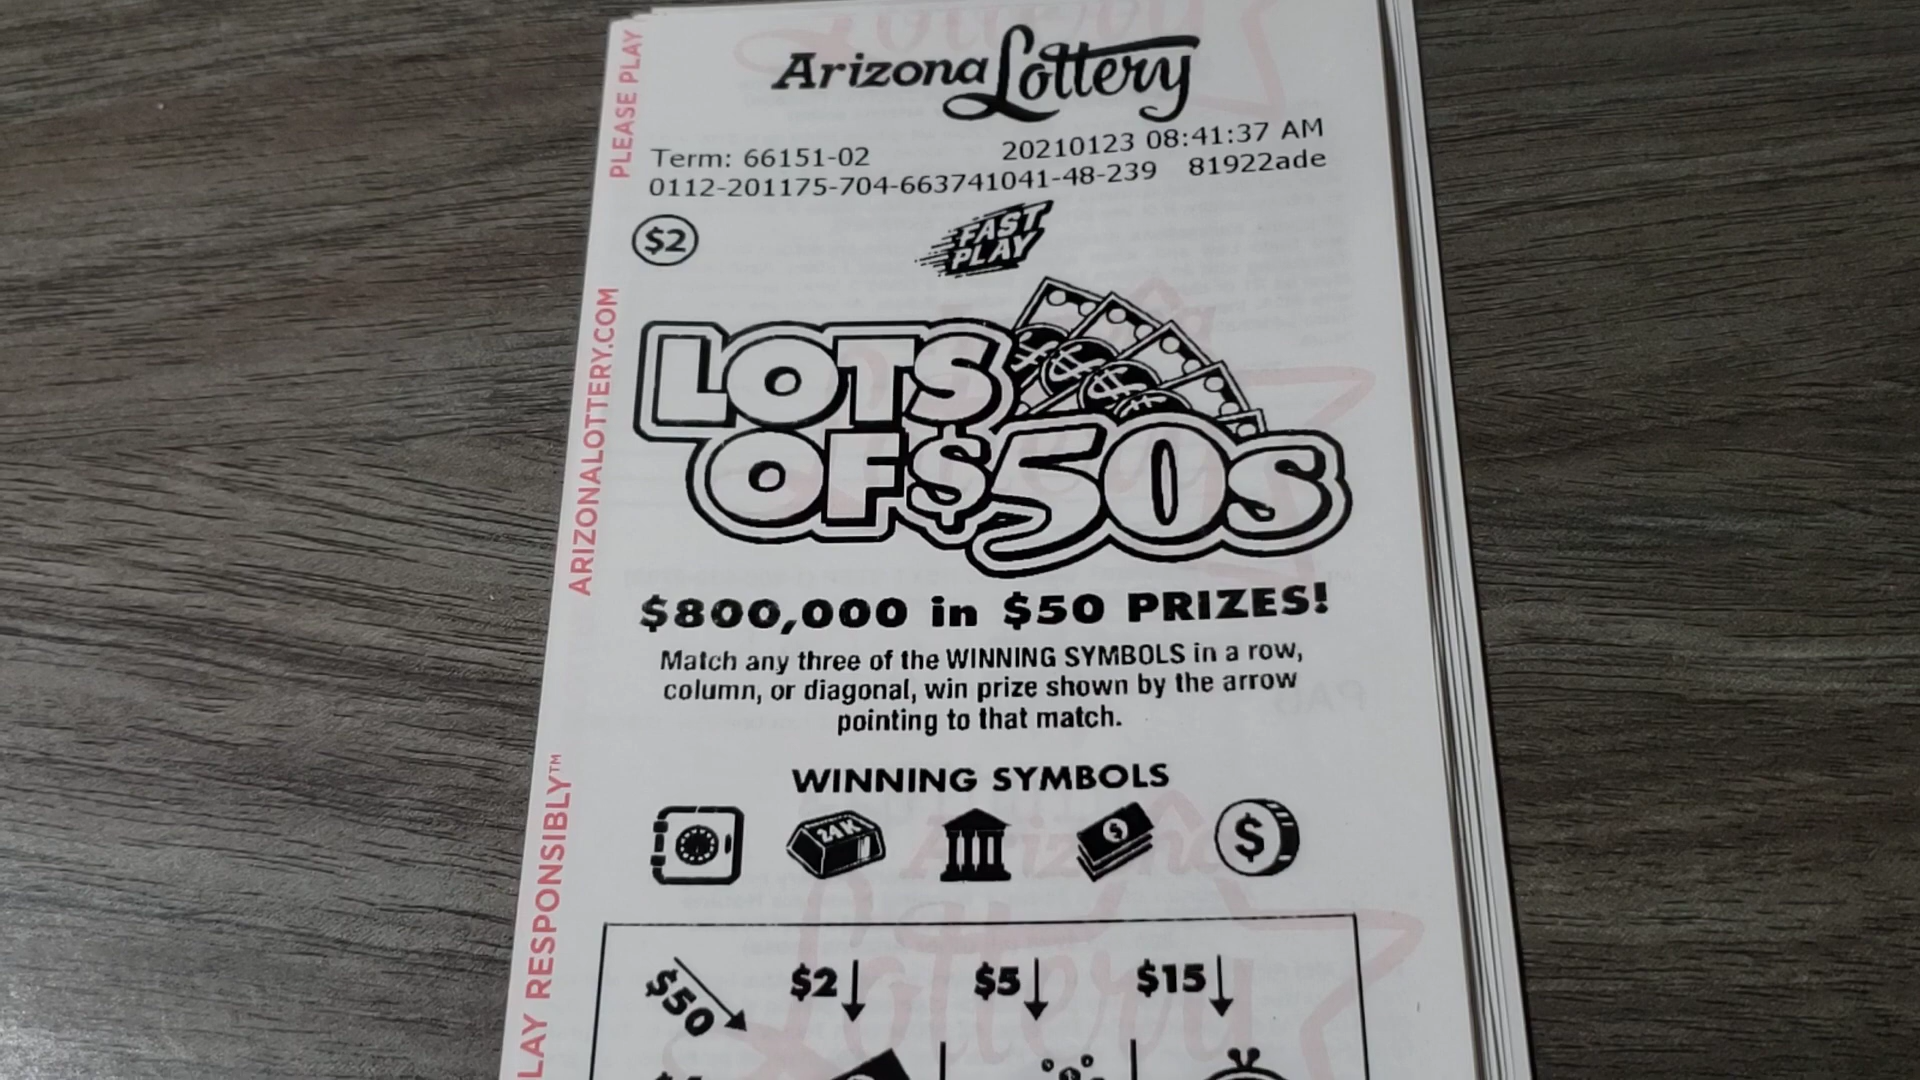 Arizona Lottery
Term: 66151-02 20210123 08:41:37 AM
0112-201175-704-663741041-48-239 81922ade
$2
FAST
PLAY
LOTS
OF $50s
$800,000 in $50 PRIZES!
Match any three of the WINNING SYMBOLS in a row,
column, or diagonal, win prize shown by the arrow
pointing to that match.
WINNING SYMBOLS
24K
$
$
$50
$2
$5
$15
PLEASE PLAY
ARIZONALOTTERY.COM
LAY RESPONSIBLY™